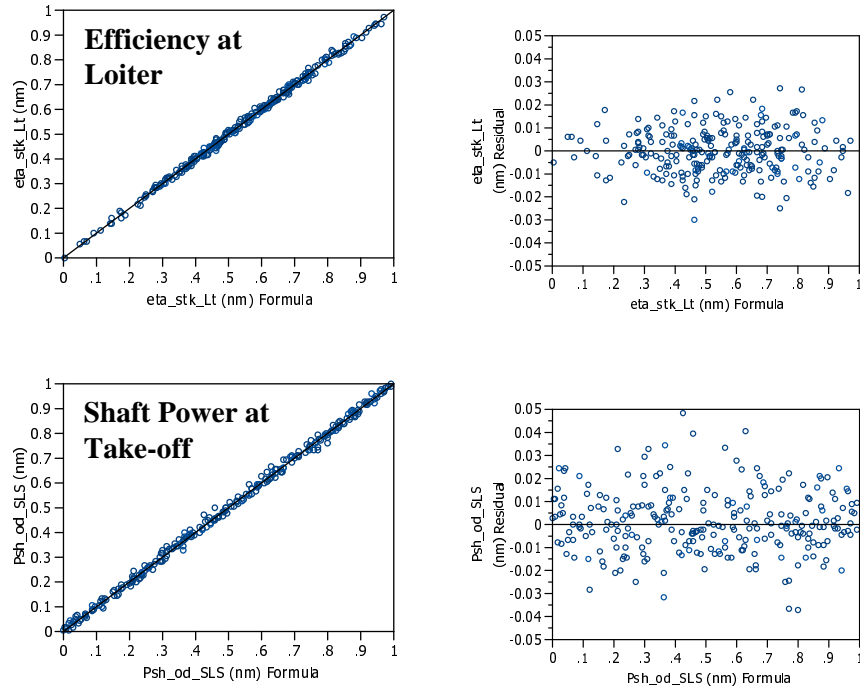 Efficiency at
Loiter
eta_stk_Lt (nm)
1
0.9
0.8
0.7
0.6
0.5
0.4
0.3
0.2
0.1
0
0 .1 .2 .3 .4 .5 .6 .7 .8 .9 1
eta_stk_Lt (nm) Formula
eta_stk_Lt
(nm) Residual
0.05
0.04
0.03
0.02
0.01
0
-0.01
-0.02
-0.03
-0.04
-0.05
0 .1 .2 .3 .4 .5 .6 .7 .8 .9 1
eta_stk_Lt (nm) Formula
Shaft Power at
Take-off
Psh_od_SLS (nm)
1
0.9
0.8
0.7
0.6
0.5
0.4
0.3
0.2
0.1
0
0 .1 .2 .3 .4 .5 .6 .7 .8 .9 1
Psh_od_SLS (nm) Formula
Psh_od_SLS
(nm) Residual
0.05
0.04
0.03
0.02
0.01
0
-0.01
-0.02
-0.03
-0.04
-0.05
0 .1 .2 .3 .4 .5 .6 .7 .8 .9 1
Psh_od_SLS (nm) Formula